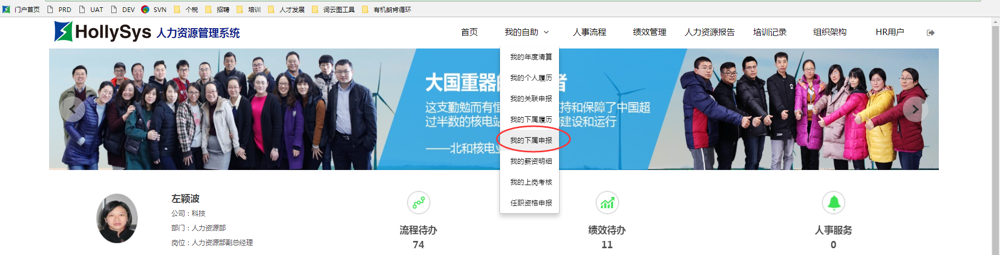 门户首页 PRD UAT DEV SVN 个税 招聘 培训 人才发展 词云图工具 有机朗肯循环
HollySys 人力资源管理系统
首页 我的自助 人事流程 绩效管理 人力资源报告 培训记录 组织架构 HR用户
我的年度清算
我的个人履历
我的关联申报
我的下属履历
我的下属申报
我的薪资明细
我的上岗考核
任职资格申报
大国重器的 者
这支勤勉而有恒 持和保障了中国超
过半数的核电站 建设和运行
——北和核电业
左颖波
公司：科技
部门：人力资源部
岗位：人力资源部副总经理
流程待办
74
绩效待办
11
人事服务
0